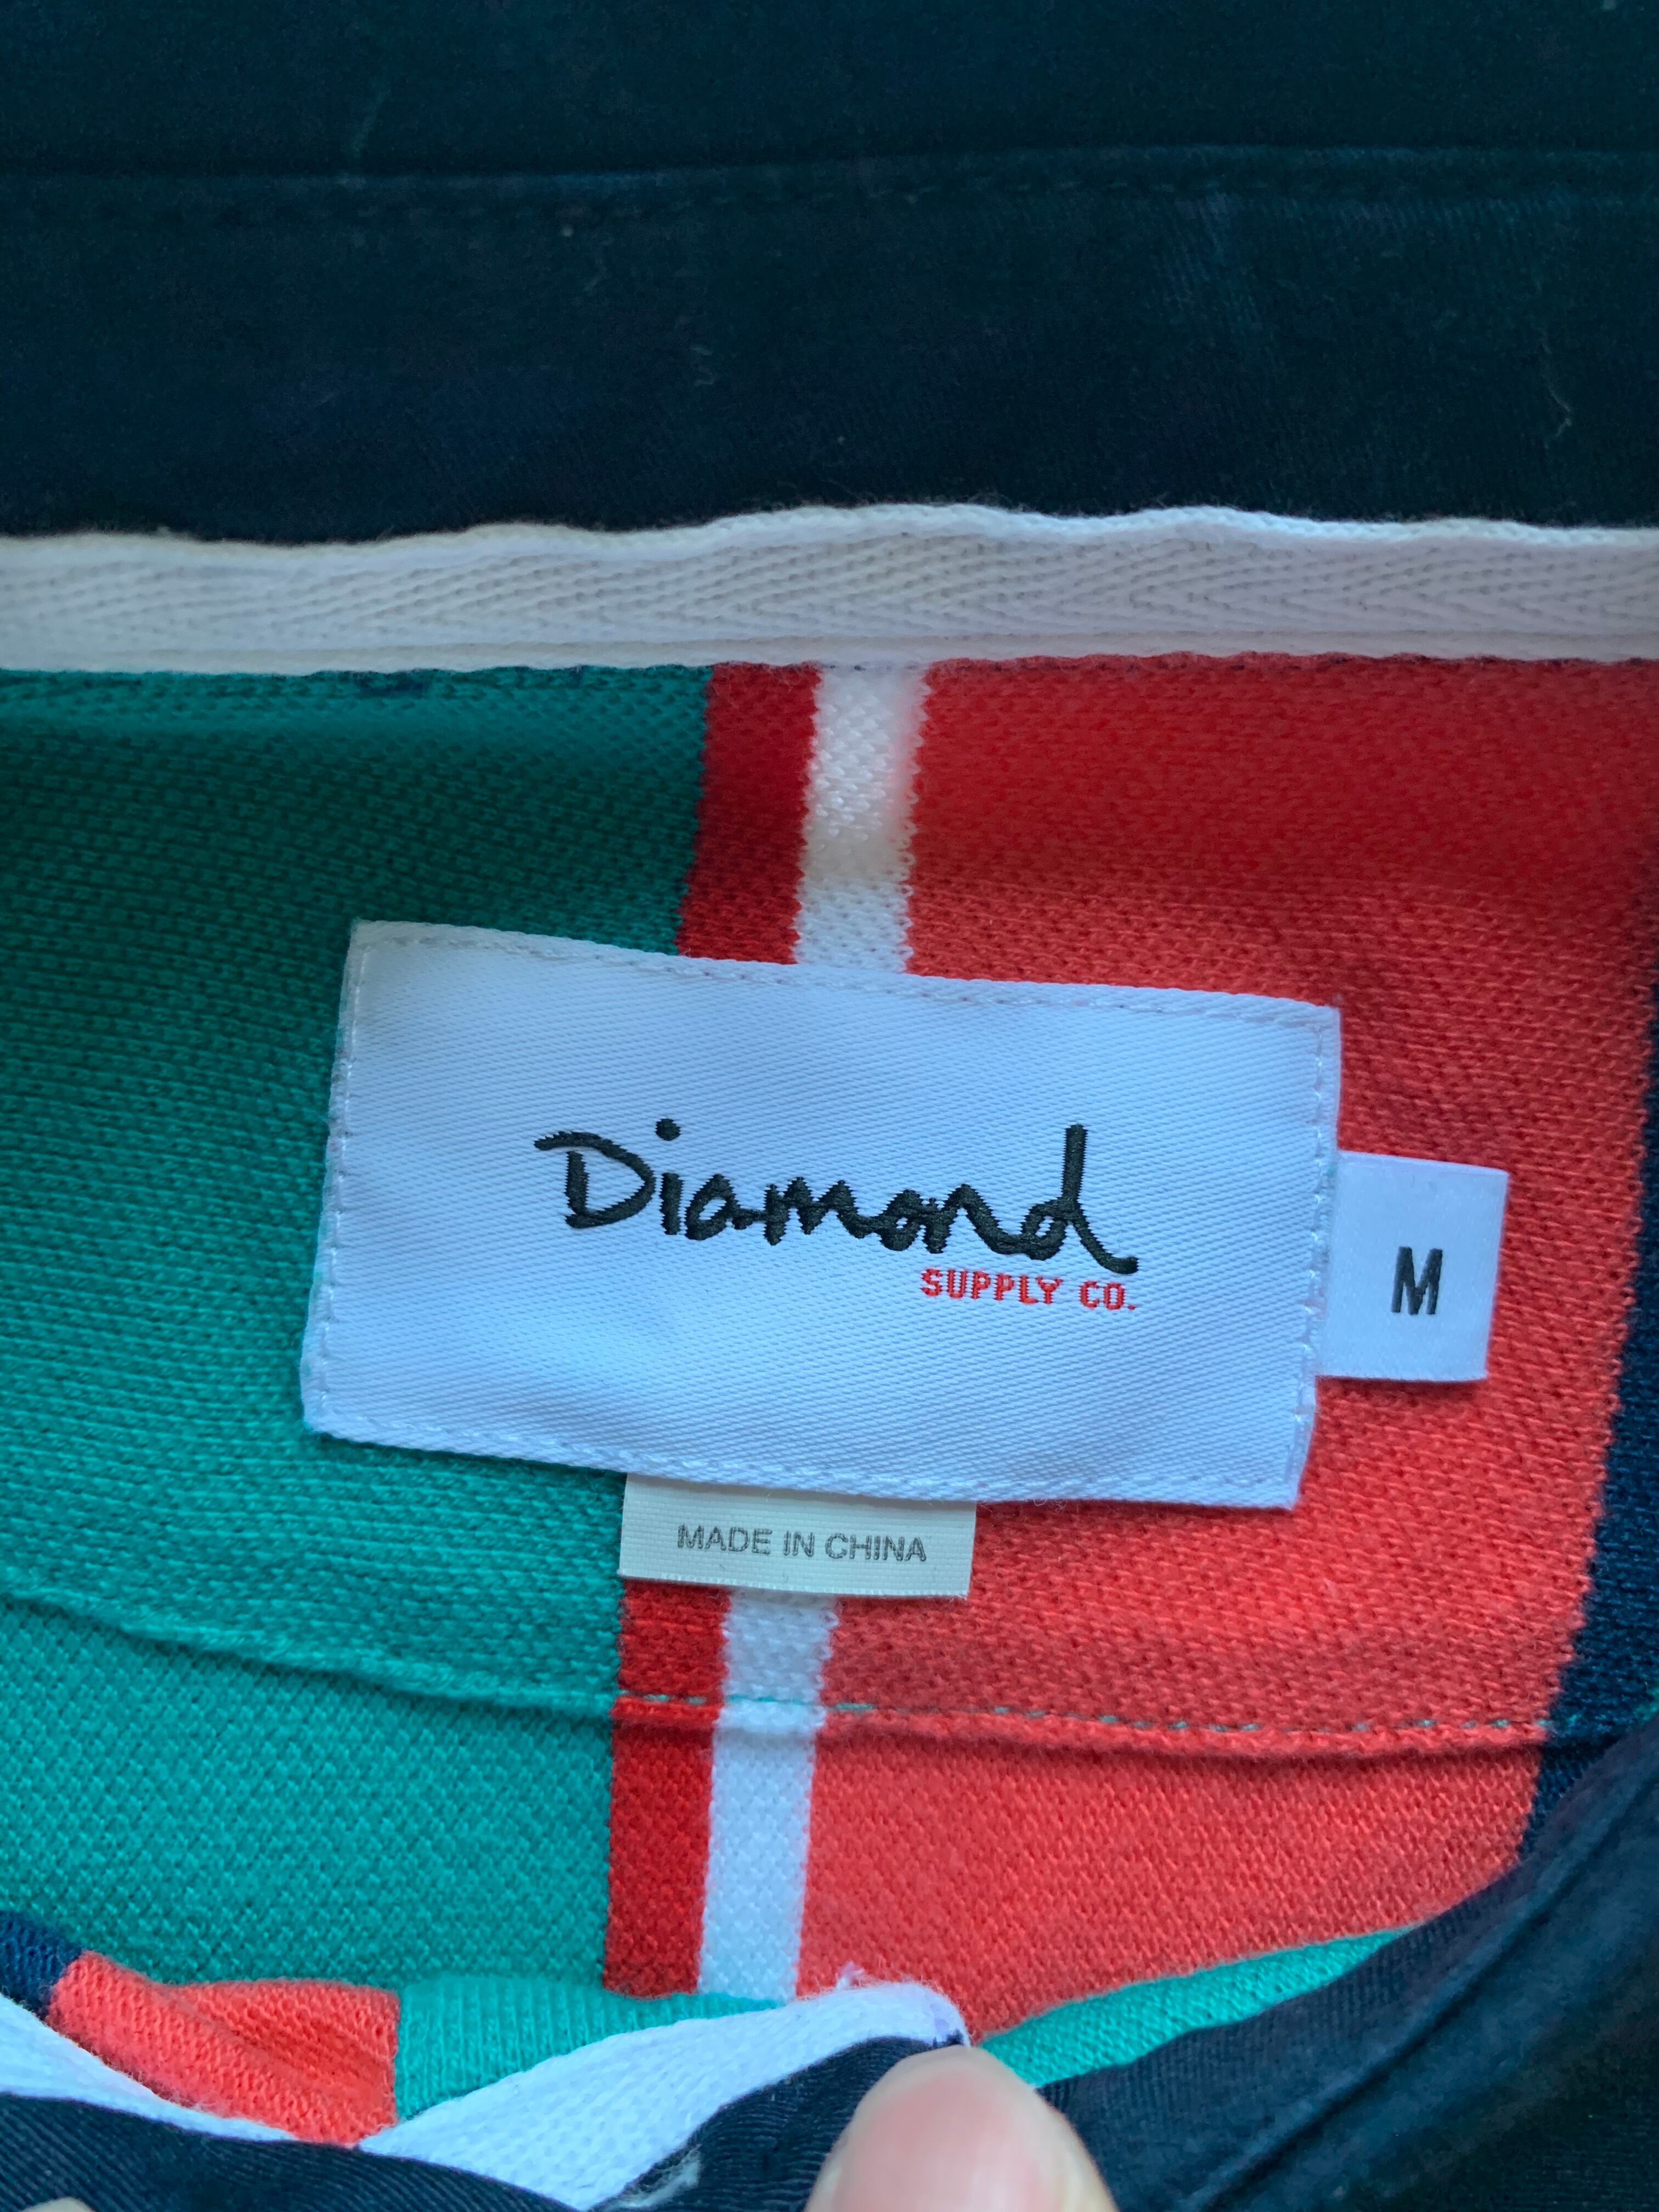 Diamond
SUPPLY CO.
M
MADE IN CHINA